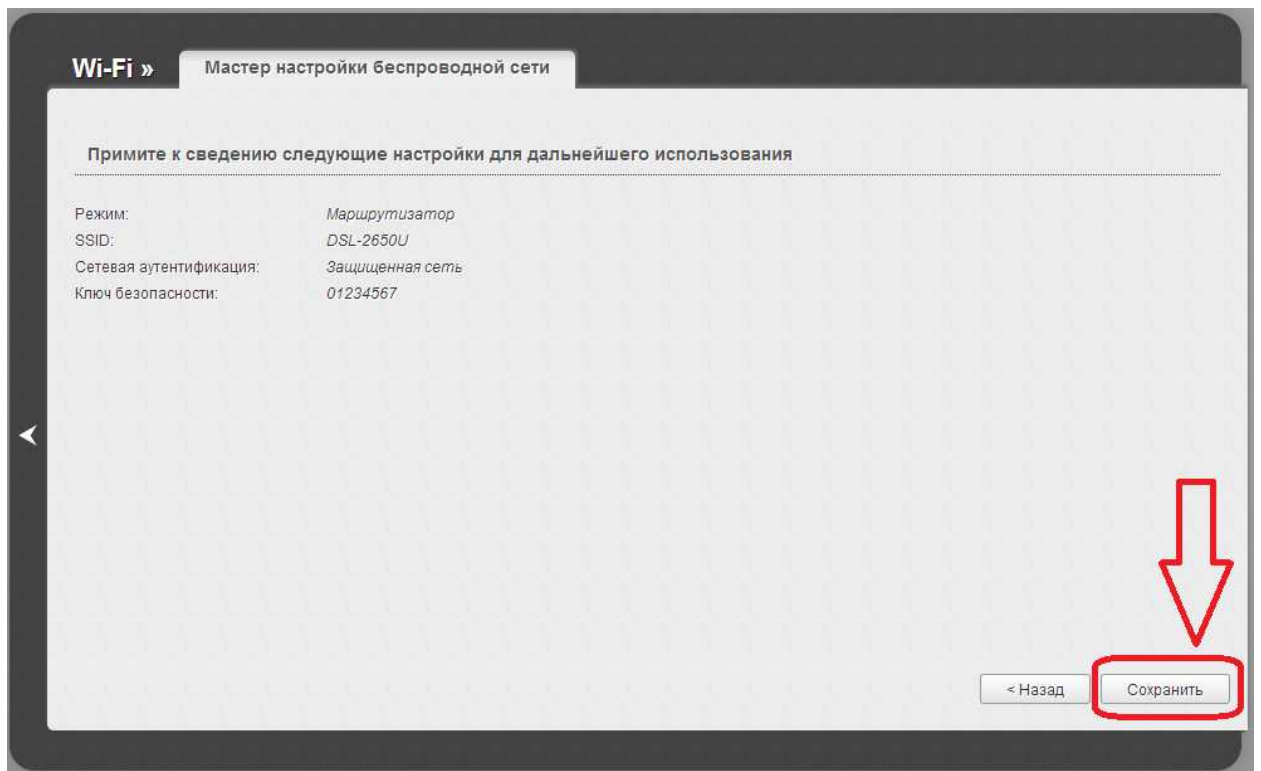 Wi-Fi » Мастер настройки беспроводной сети
Примите к сведению следующие настройки для дальнейшего использования
Режим: Маршрутизатор
SSID: DSL-2650U
Сетевая аутентификация: Защищенная сеть
Ключ безопасности: 01234567
< Назад Сохранить